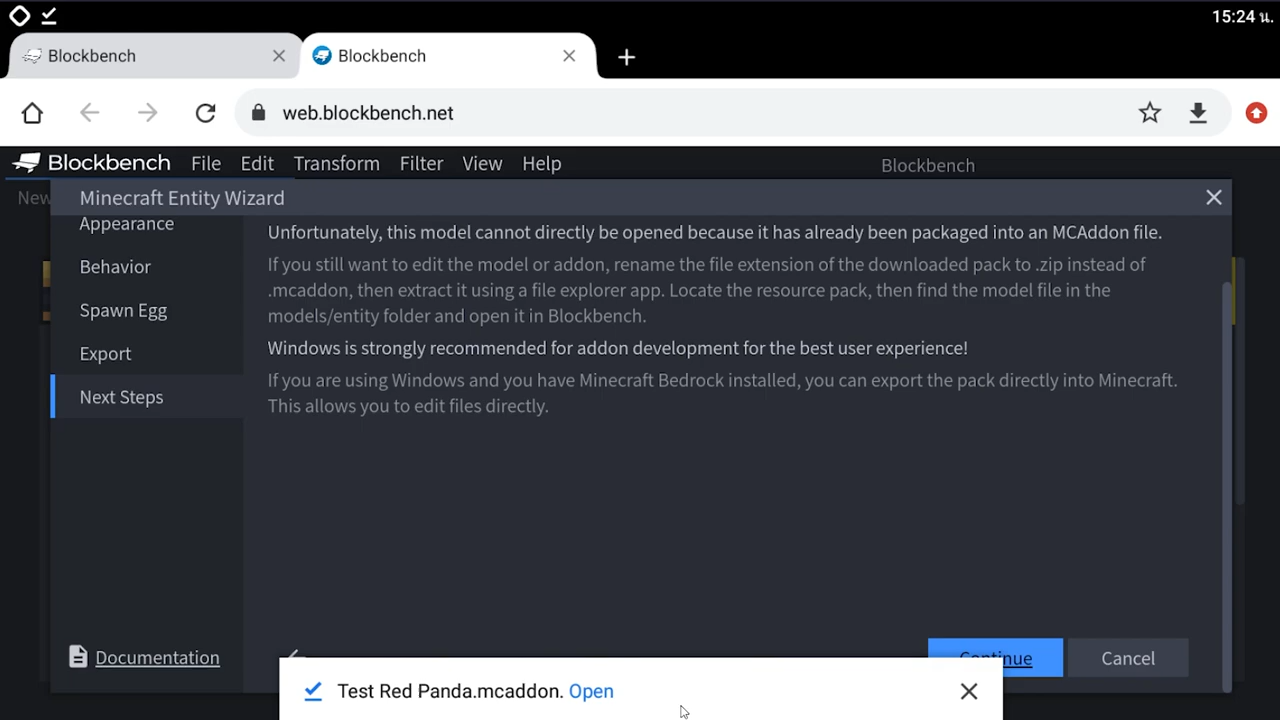 15:24 น.
Blockbench
Blockbench
web.blockbench.net
Blockbench File Edit Transform Filter View Help
Blockbench
New
Minecraft Entity Wizard
Appearance
Behavior
Spawn Egg
Export
Next Steps
Documentation
Unfortunately, this model cannot directly be opened because it has already been packaged into an MCAddon file.
If you still want to edit the model or addon, rename the file extension of the downloaded pack to .zip instead of
.mcaddon, then extract it using a file explorer app. Locate the resource pack, then find the model file in the
models/entity folder and open it in Blockbench.
Windows is strongly recommended for addon development for the best user experience!
If you are using Windows and you have Minecraft Bedrock installed, you can export the pack directly into Minecraft.
This allows you to edit files directly.
Continue
Cancel
Test Red Panda.mcaddon. Open